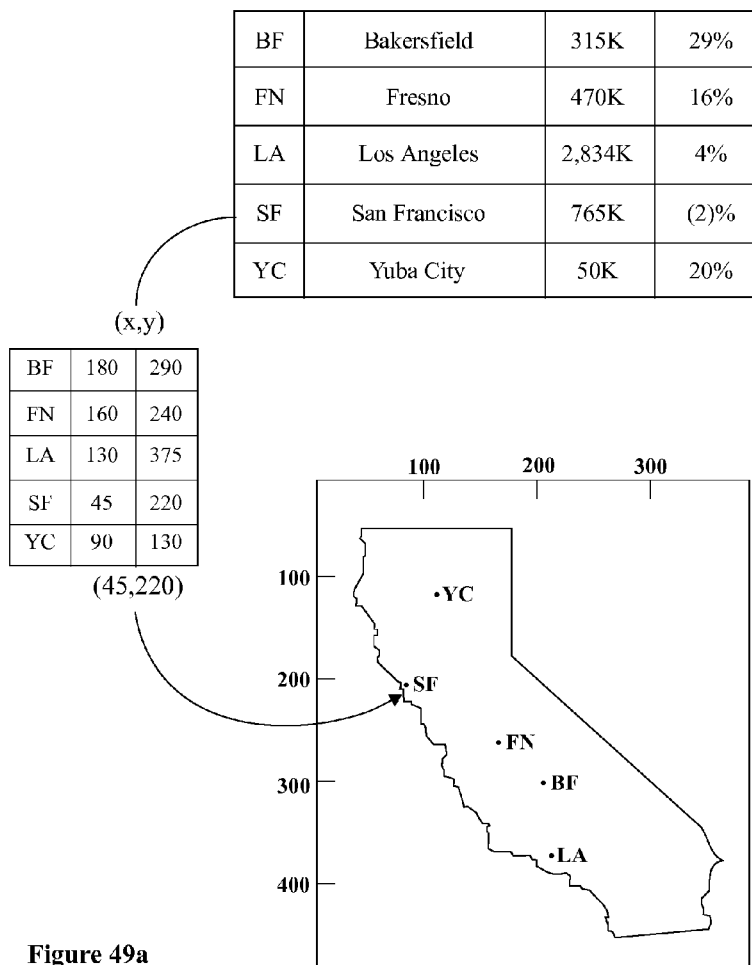 BF Bakersfield 315K 29%
FN Fresno 470K 16%
LA Los Angeles 2,834K 4%
SF San Francisco 765K (2)%
YC Yuba City 50K 20%
(x,y)
BF 180 290
FN 160 240
LA 130 375
SF 45 220
YC 90 130
(45,220)
100 200 300
100
YC
200
SF
FN
300
BF
LA
400
Figure 49a